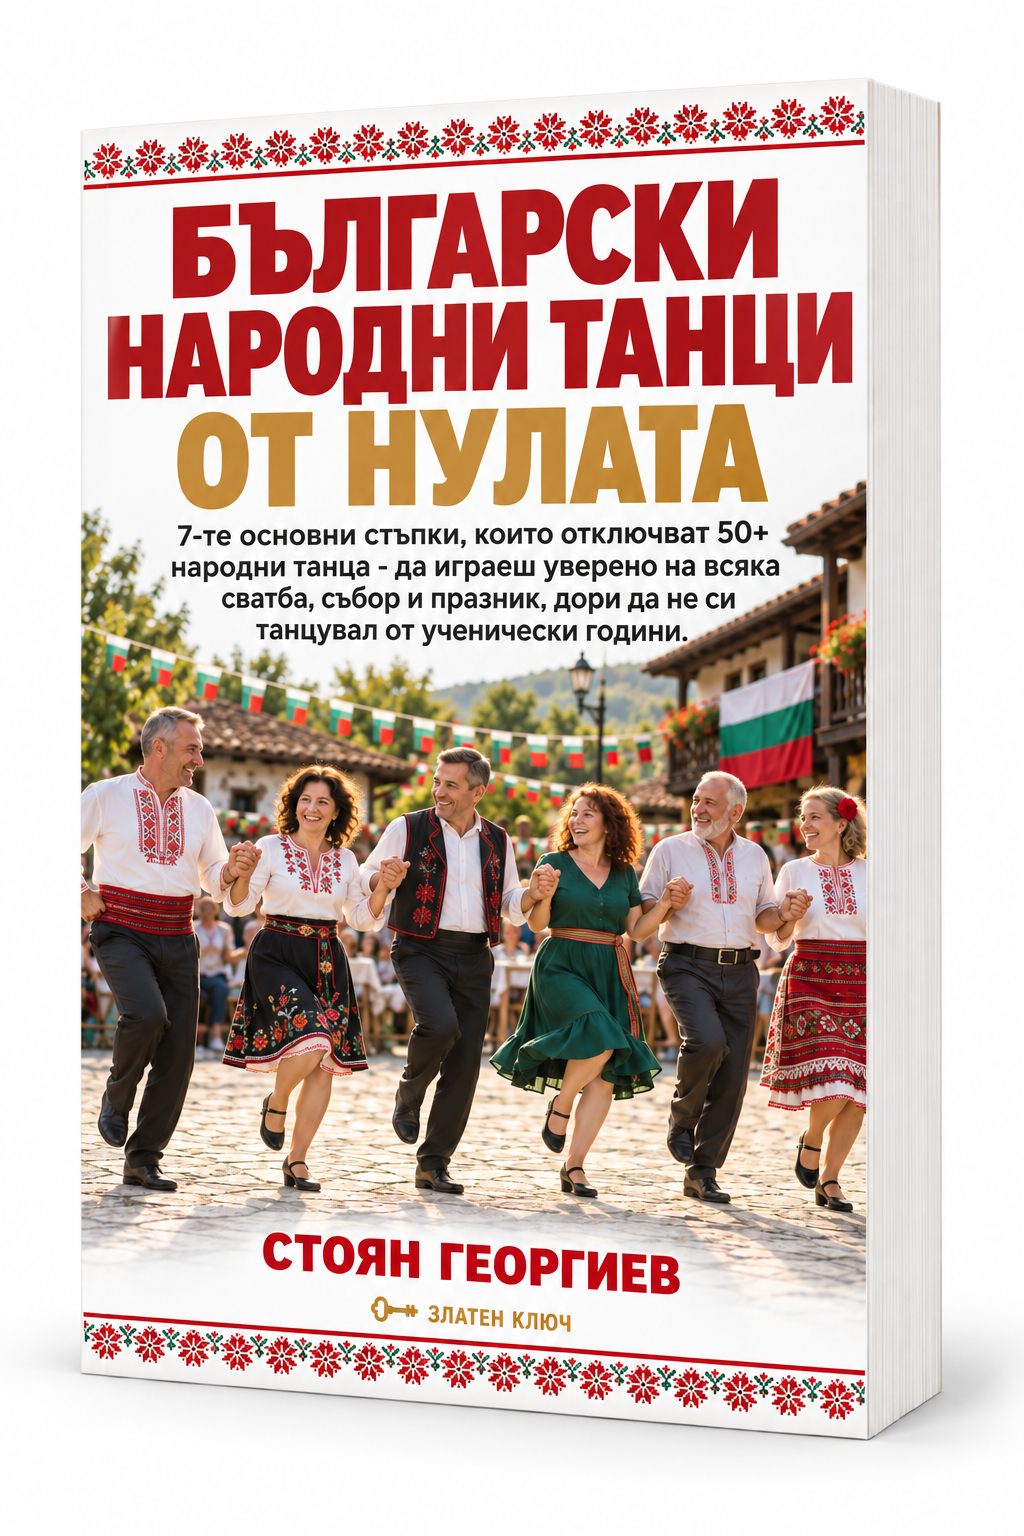 БЪЛГАРСКИ
НАРОДНИ ТАНЦИ
ОТ НУЛАТА
7-те основни стъпки, които отключват 50+
народни танца - да играеш уверено на всяка
сватба, събор и празник, дори да не си
танцувал от ученически години.
СТОЯН ГЕОРГИЕВ
ЗЛАТЕН КЛЮЧ